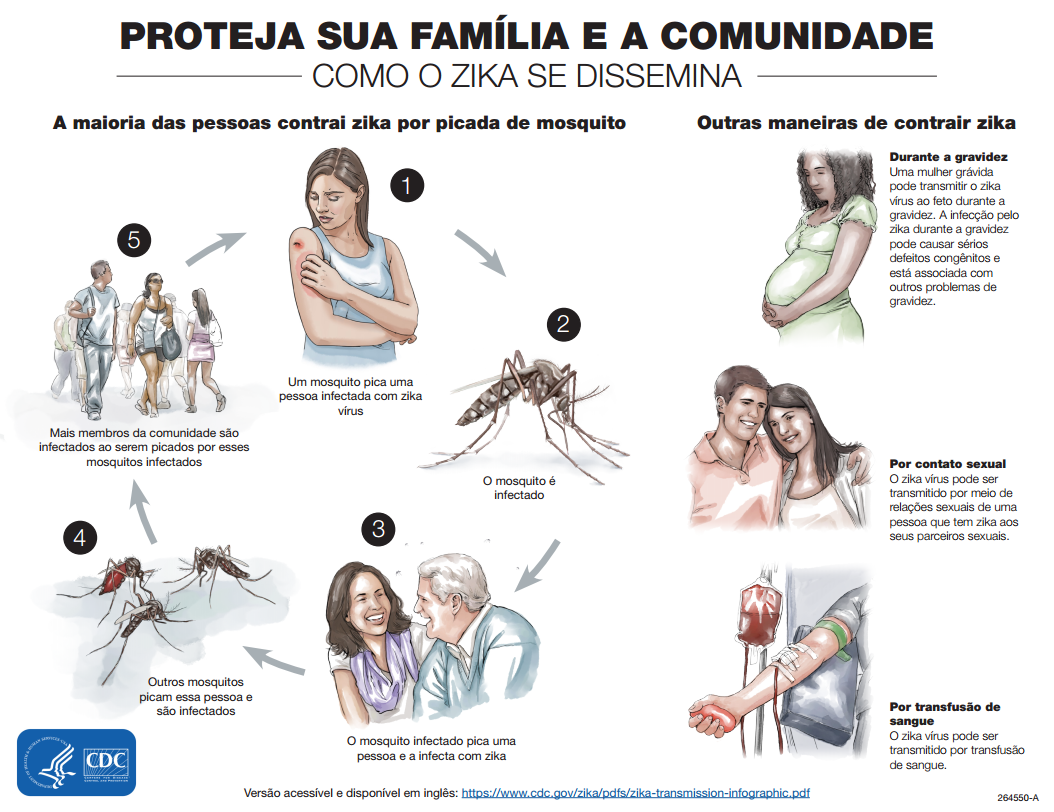 PROTEJA SUA FAMÍLIA E A COMUNIDADE
COMO O ZIKA SE DISSEMINA
A maioria das pessoas contrai zika por picada de mosquito
1
Um mosquito pica uma
pessoa infectada com zika
vírus
2
O mosquito é
infectado
3
O mosquito infectado pica uma
pessoa e a infecta com zika
4
Outros mosquitos
picam essa pessoa e
são infectados
5
Mais membros da comunidade são
infectados ao serem picados por esses
mosquitos infectados
Outras maneiras de contrair zika
Durante a gravidez
Uma mulher grávida
pode transmitir o zika
vírus ao feto durante a
gravidez. A infecção pelo
zika durante a gravidez
pode causar sérios
defeitos congênitos e
está associada com
outros problemas de
gravidez.
Por contato sexual
O zika vírus pode ser
transmitido por meio de
relações sexuais de uma
pessoa que tem zika aos
seus parceiros sexuais.
Por transfusão de
sangue
O zika vírus pode ser
transmitido por transfusão
de sangue.
CDC
Versão acessível e disponível em inglês: https://www.cdc.gov/zika/pdfs/zika-transmission-infographic.pdf
264550-A